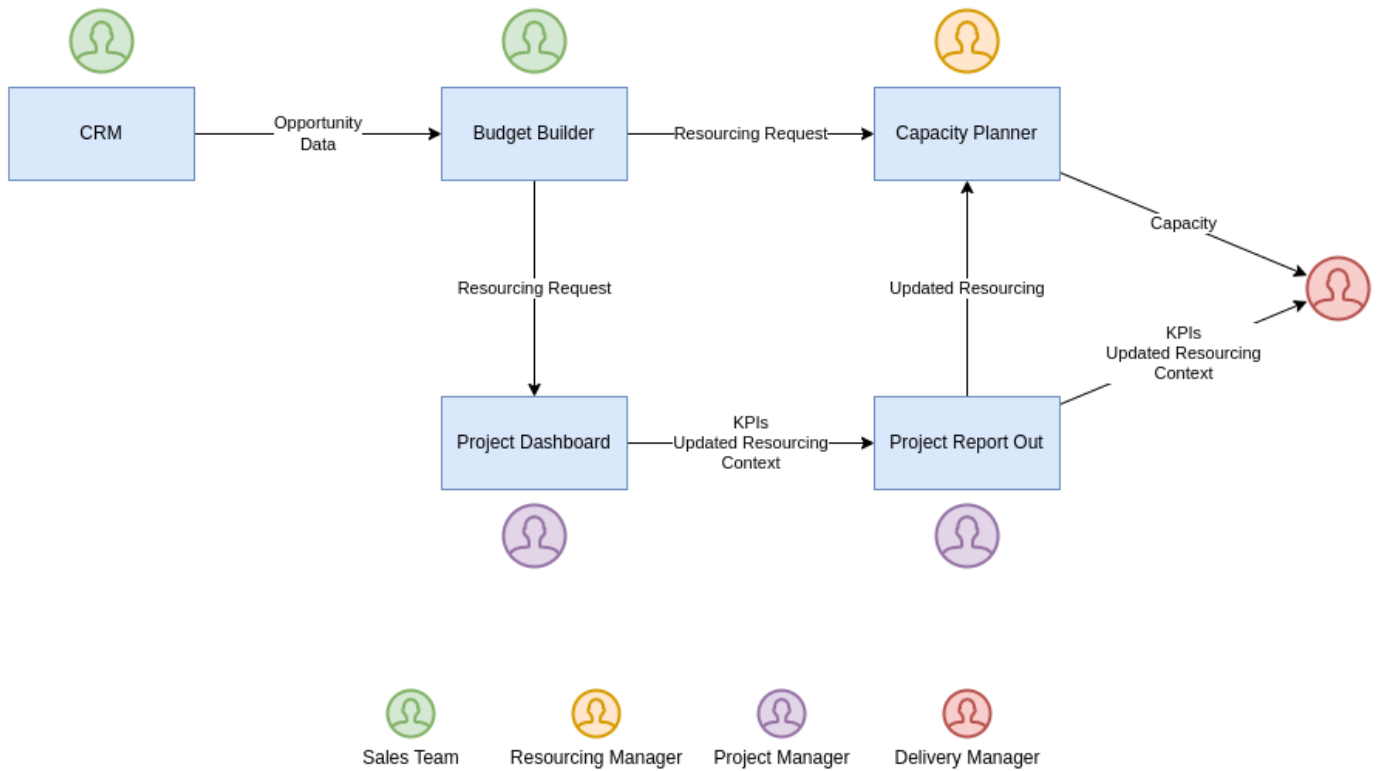 CRM
Opportunity
Data
Budget Builder
Resourcing Request
Capacity Planner
Capacity
Resourcing Request
Updated Resourcing
KPIs
Updated Resourcing
Context
Project Dashboard
KPIs
Updated Resourcing
Context
Project Report Out
Sales Team
Resourcing Manager
Project Manager
Delivery Manager